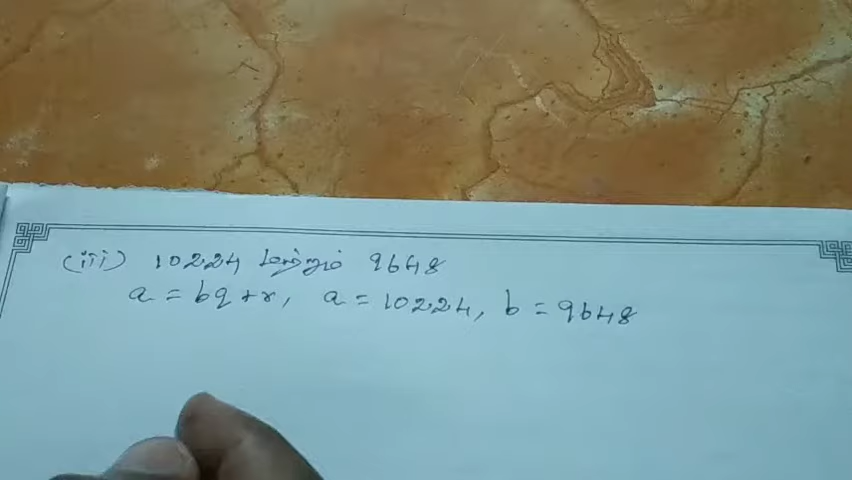 (iii) 10224 மற்றும் 9648
a = bq + r, a = 10224, b = 9648